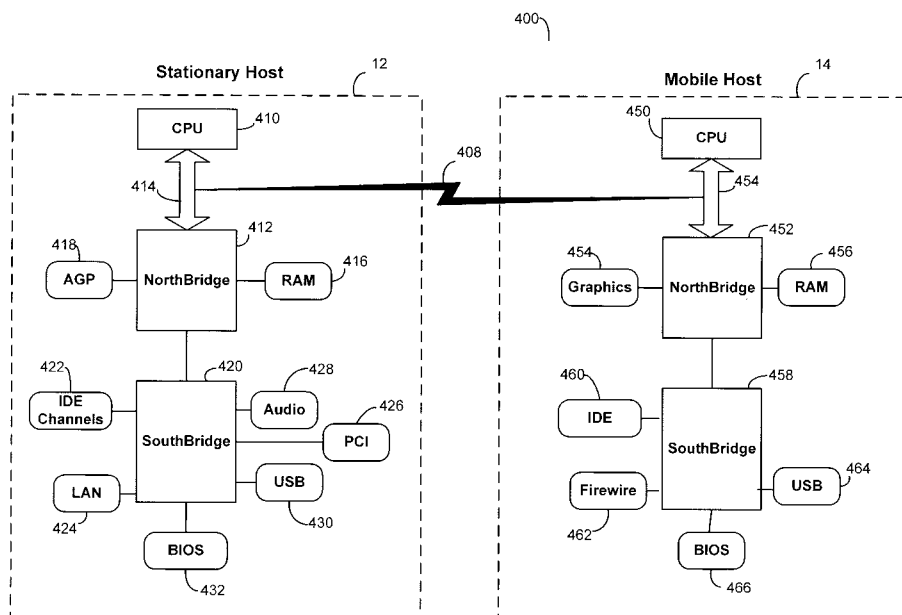 400
Stationary Host
12
Mobile Host
14
CPU
410
450
CPU
408
414
454
412
452
418
454
456
AGP
NorthBridge
RAM
416
Graphics
NorthBridge
RAM
422
420
428
460
458
IDE
Channels
Audio
426
IDE
SouthBridge
PCI
SouthBridge
464
LAN
USB
Firewire
USB
424
430
462
BIOS
BIOS
432
466